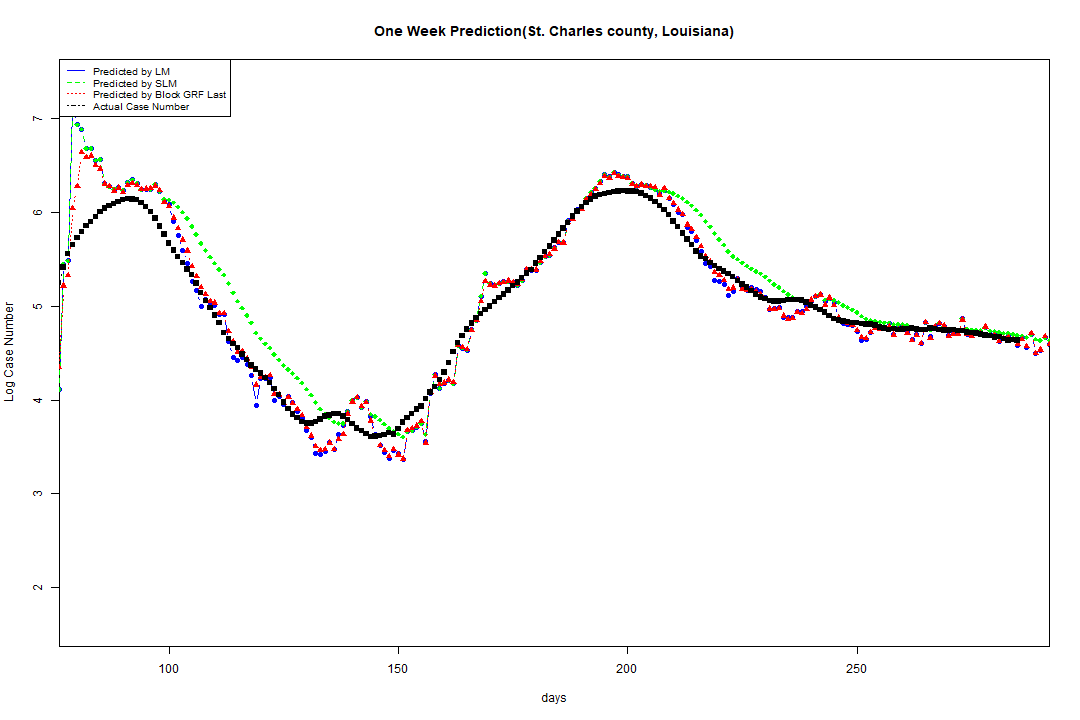 One Week Prediction(St. Charles county, Louisiana)
Predicted by LM
Predicted by SLM
Predicted by Block GRF Last
Actual Case Number
Log Case Number
7
6
5
4
3
2
100
150
200
250
days